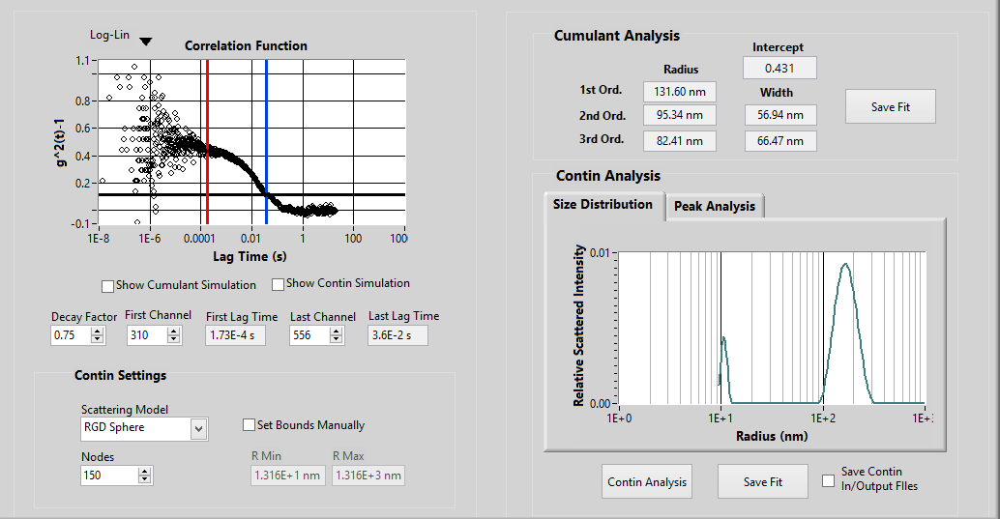 Log-Lin
Correlation Function
1.1
0.8
0.6
0.4
0.2
-0.1
g^2(t)-1
1E-8 1E-6 0.0001 0.01 1 100 100
Lag Time (s)
Show Cumulant Simulation Show Contin Simulation
Decay Factor First Channel First Lag Time Last Channel Last Lag Time
0.75 310 1.73E-4 s 556 3.6E-2 s
Contin Settings
Scattering Model
RGD Sphere
Set Bounds Manually
Nodes R Min R Max
150 1.316E+1 nm 1.316E+3 nm
Cumulant Analysis
Intercept
0.431
Radius
Width
1st Ord. 131.60 nm
2nd Ord. 95.34 nm 56.94 nm
3rd Ord. 82.41 nm 66.47 nm
Save Fit
Contin Analysis
Size Distribution Peak Analysis
Relative Scattered Intensity
0.01
0.00
1E+0 1E+1 1E+2 1E+
Radius (nm)
Contin Analysis Save Fit
Save Contin
In/Output FIles